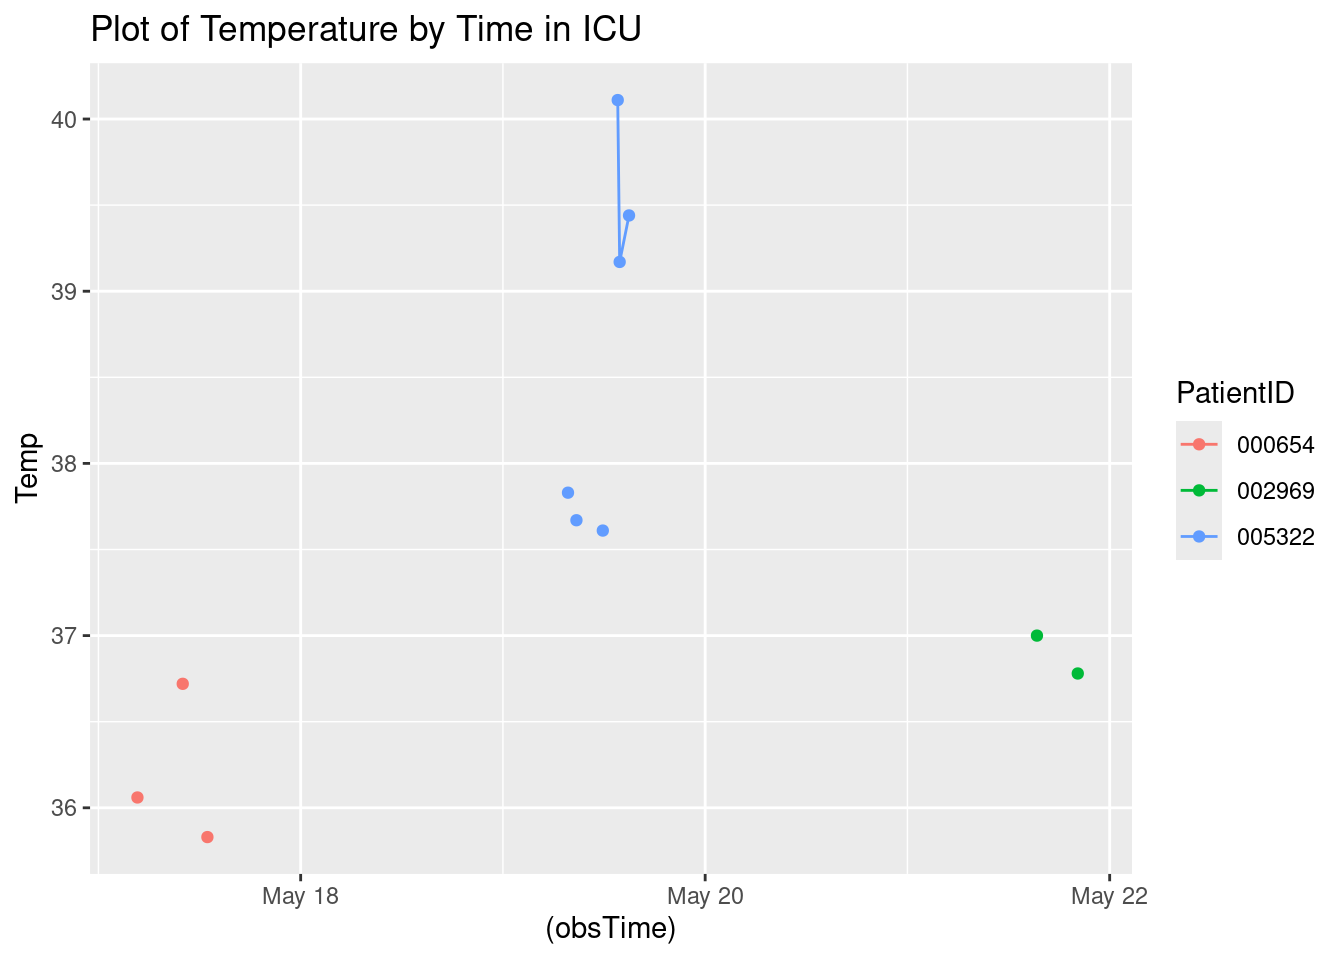 Plot of Temperature by Time in ICU
40
39
38
37
36
Temp
May 18
May 20
May 22
(obsTime)
PatientID
000654
002969
005322